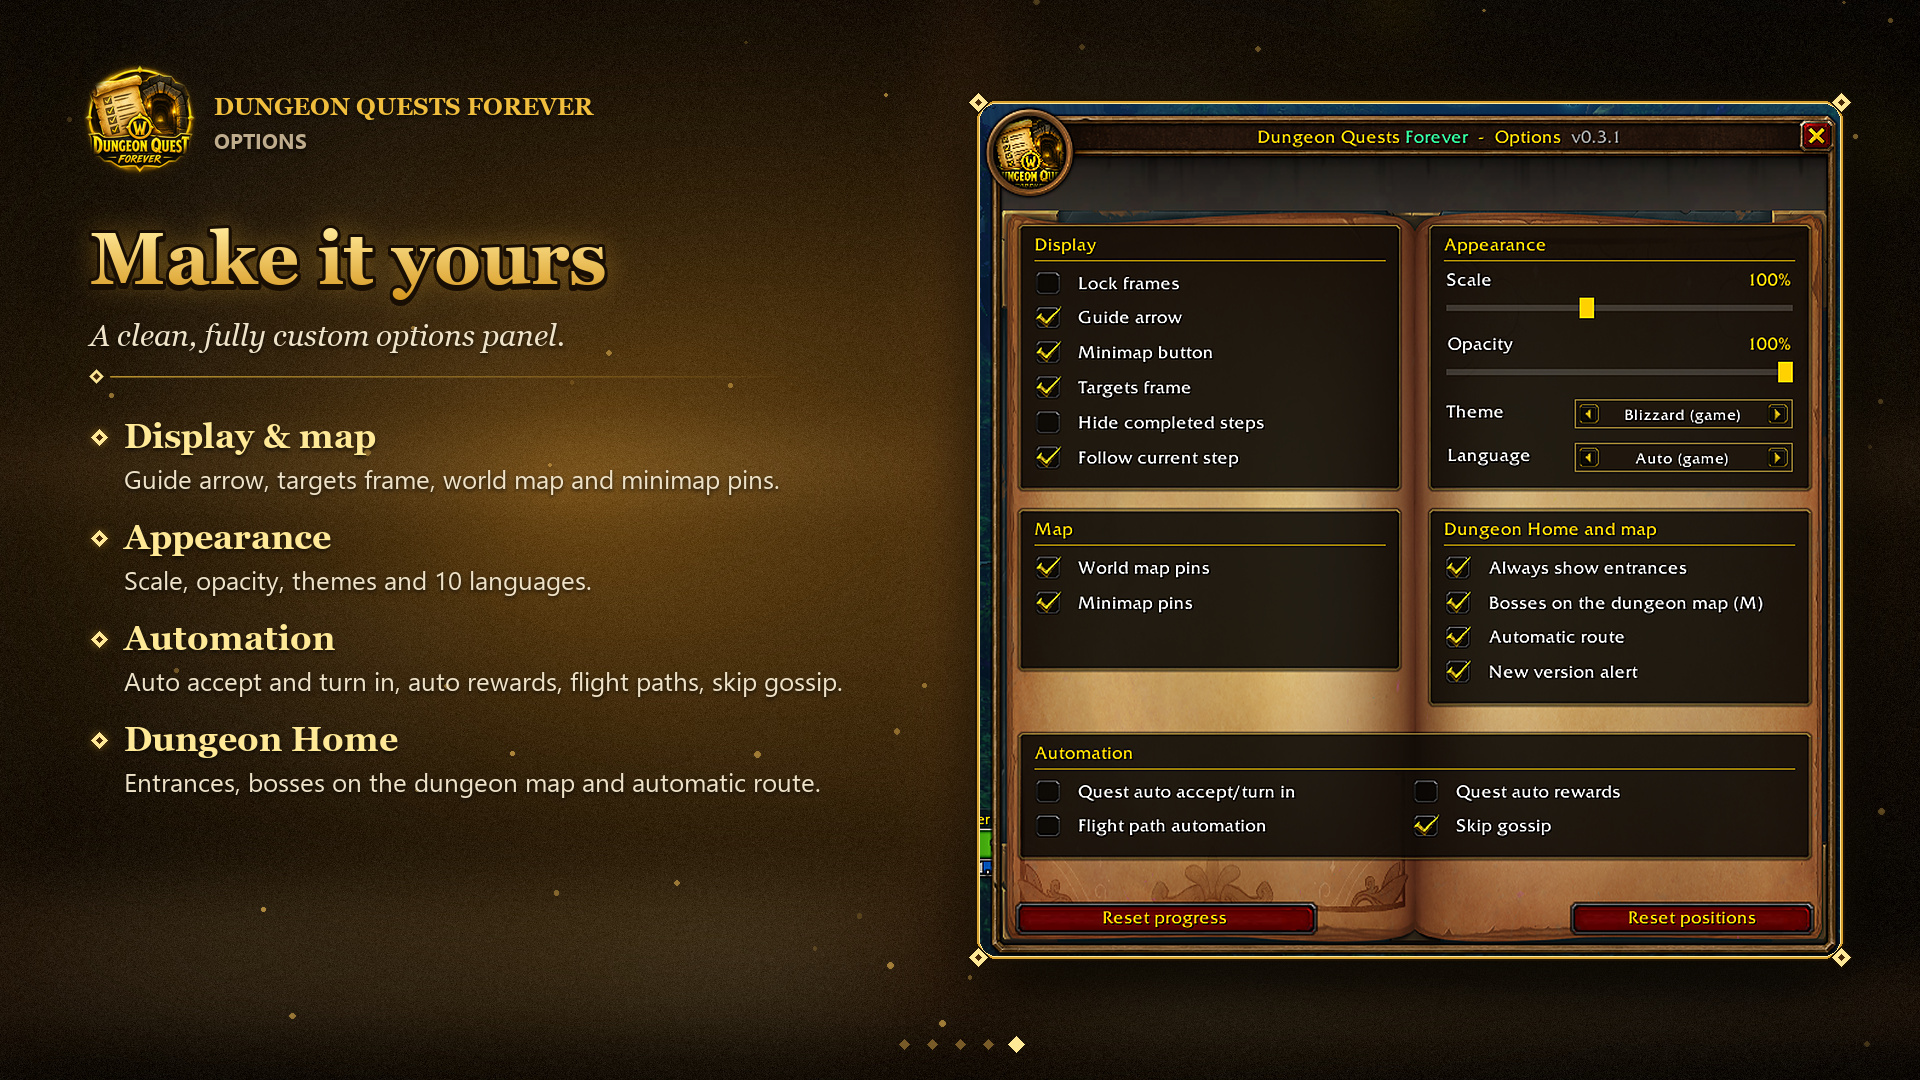 DUNGEON QUEST
FOREVER
DUNGEON QUESTS FOREVER
OPTIONS
Make it yours
A clean, fully custom options panel.
Display & map
Guide arrow, targets frame, world map and minimap pins.
Appearance
Scale, opacity, themes and 10 languages.
Automation
Auto accept and turn in, auto rewards, flight paths, skip gossip.
Dungeon Home
Entrances, bosses on the dungeon map and automatic route.
Dungeon Quests Forever - Options v0.3.1
Display
Lock frames
Guide arrow
Minimap button
Targets frame
Hide completed steps
Follow current step
Appearance
Scale 100%
Opacity 100%
Theme Blizzard (game)
Language Auto (game)
Map
World map pins
Minimap pins
Dungeon Home and map
Always show entrances
Bosses on the dungeon map (M)
Automatic route
New version alert
Automation
Quest auto accept/turn in Quest auto rewards
Flight path automation Skip gossip
Reset progress Reset positions